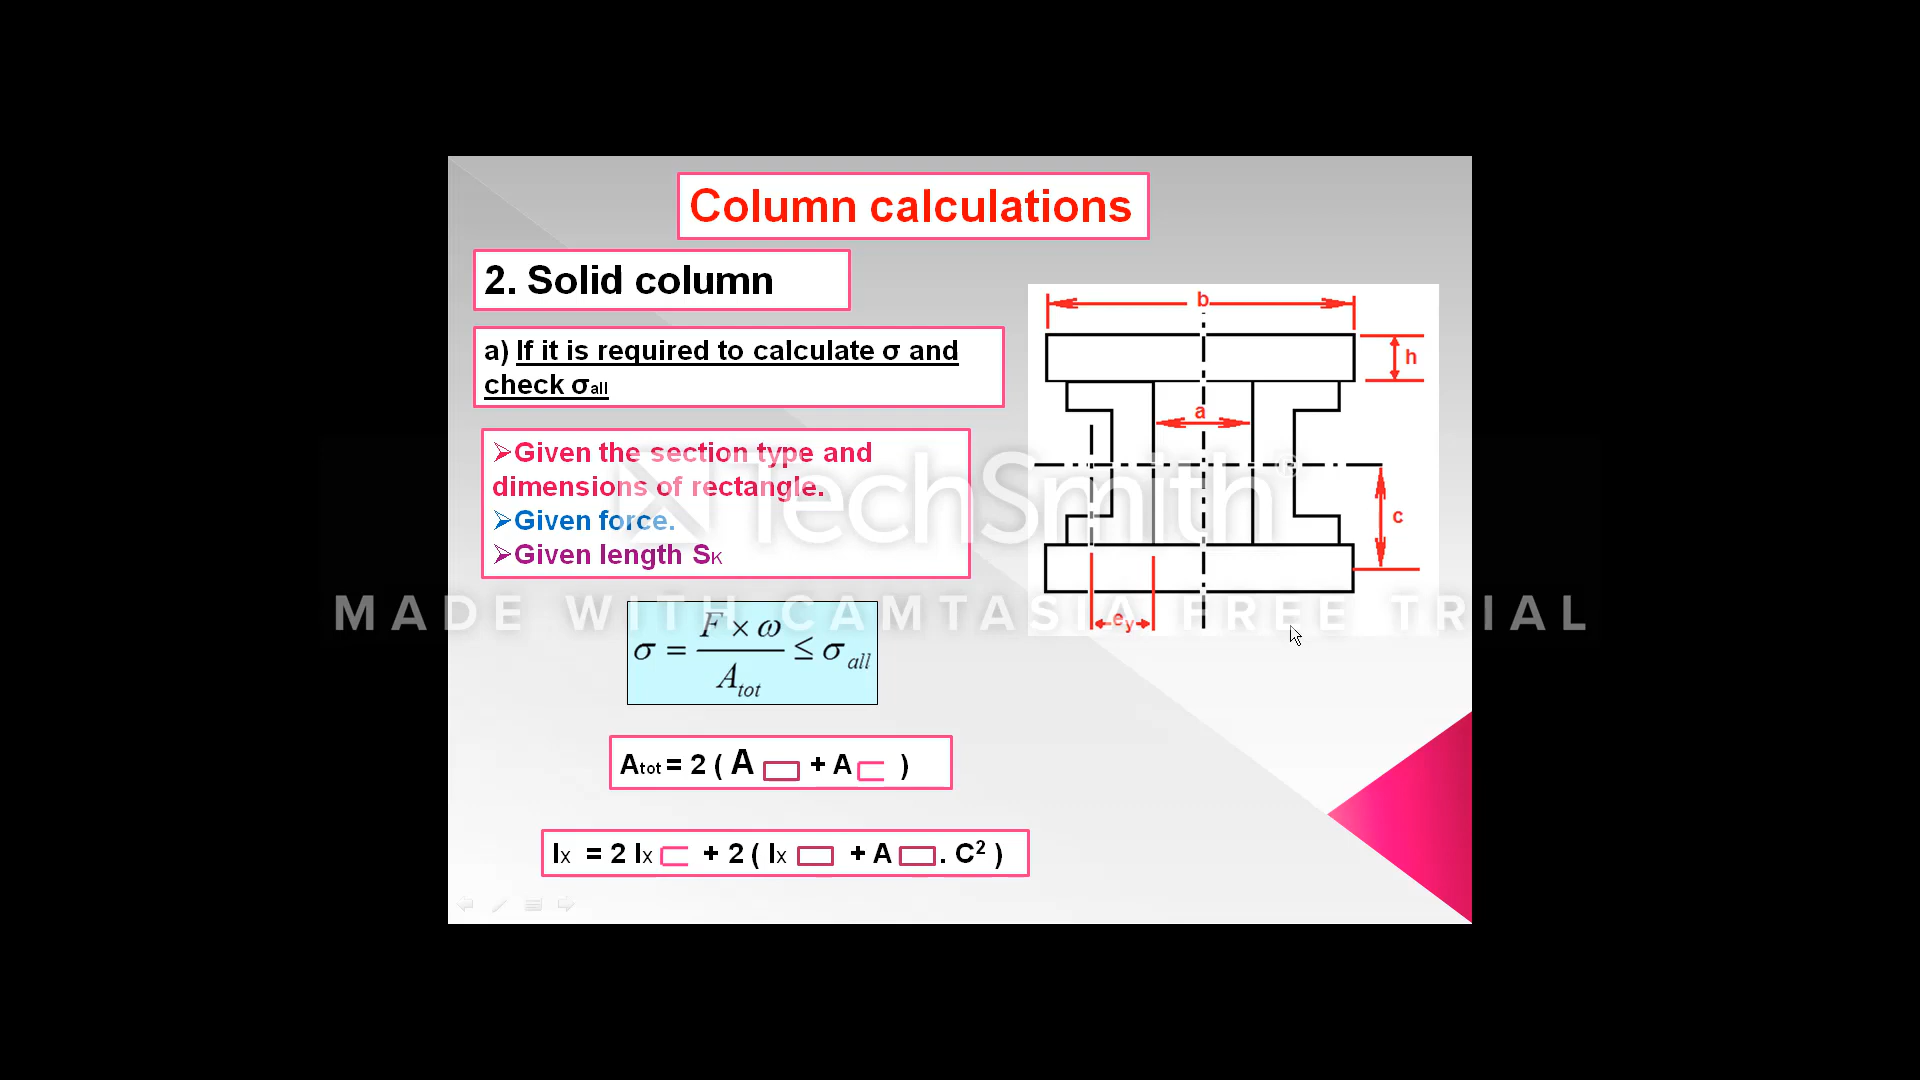 Column calculations
2. Solid column
a) If it is required to calculate σ and
check σall
➢Given the section type and
dimensions of rectangle.
➢Given force.
➢Given length SK
σ = F × ω / Atot ≤ σ all
Atot = 2 ( A ▭ + A ⊏ )
Ix = 2 Ix ⊏ + 2 ( Ix ▭ + A ▭ . C² )
b
h
a
c
ey
TechSmith®
MADE WITH CAMTASIA FREE TRIAL